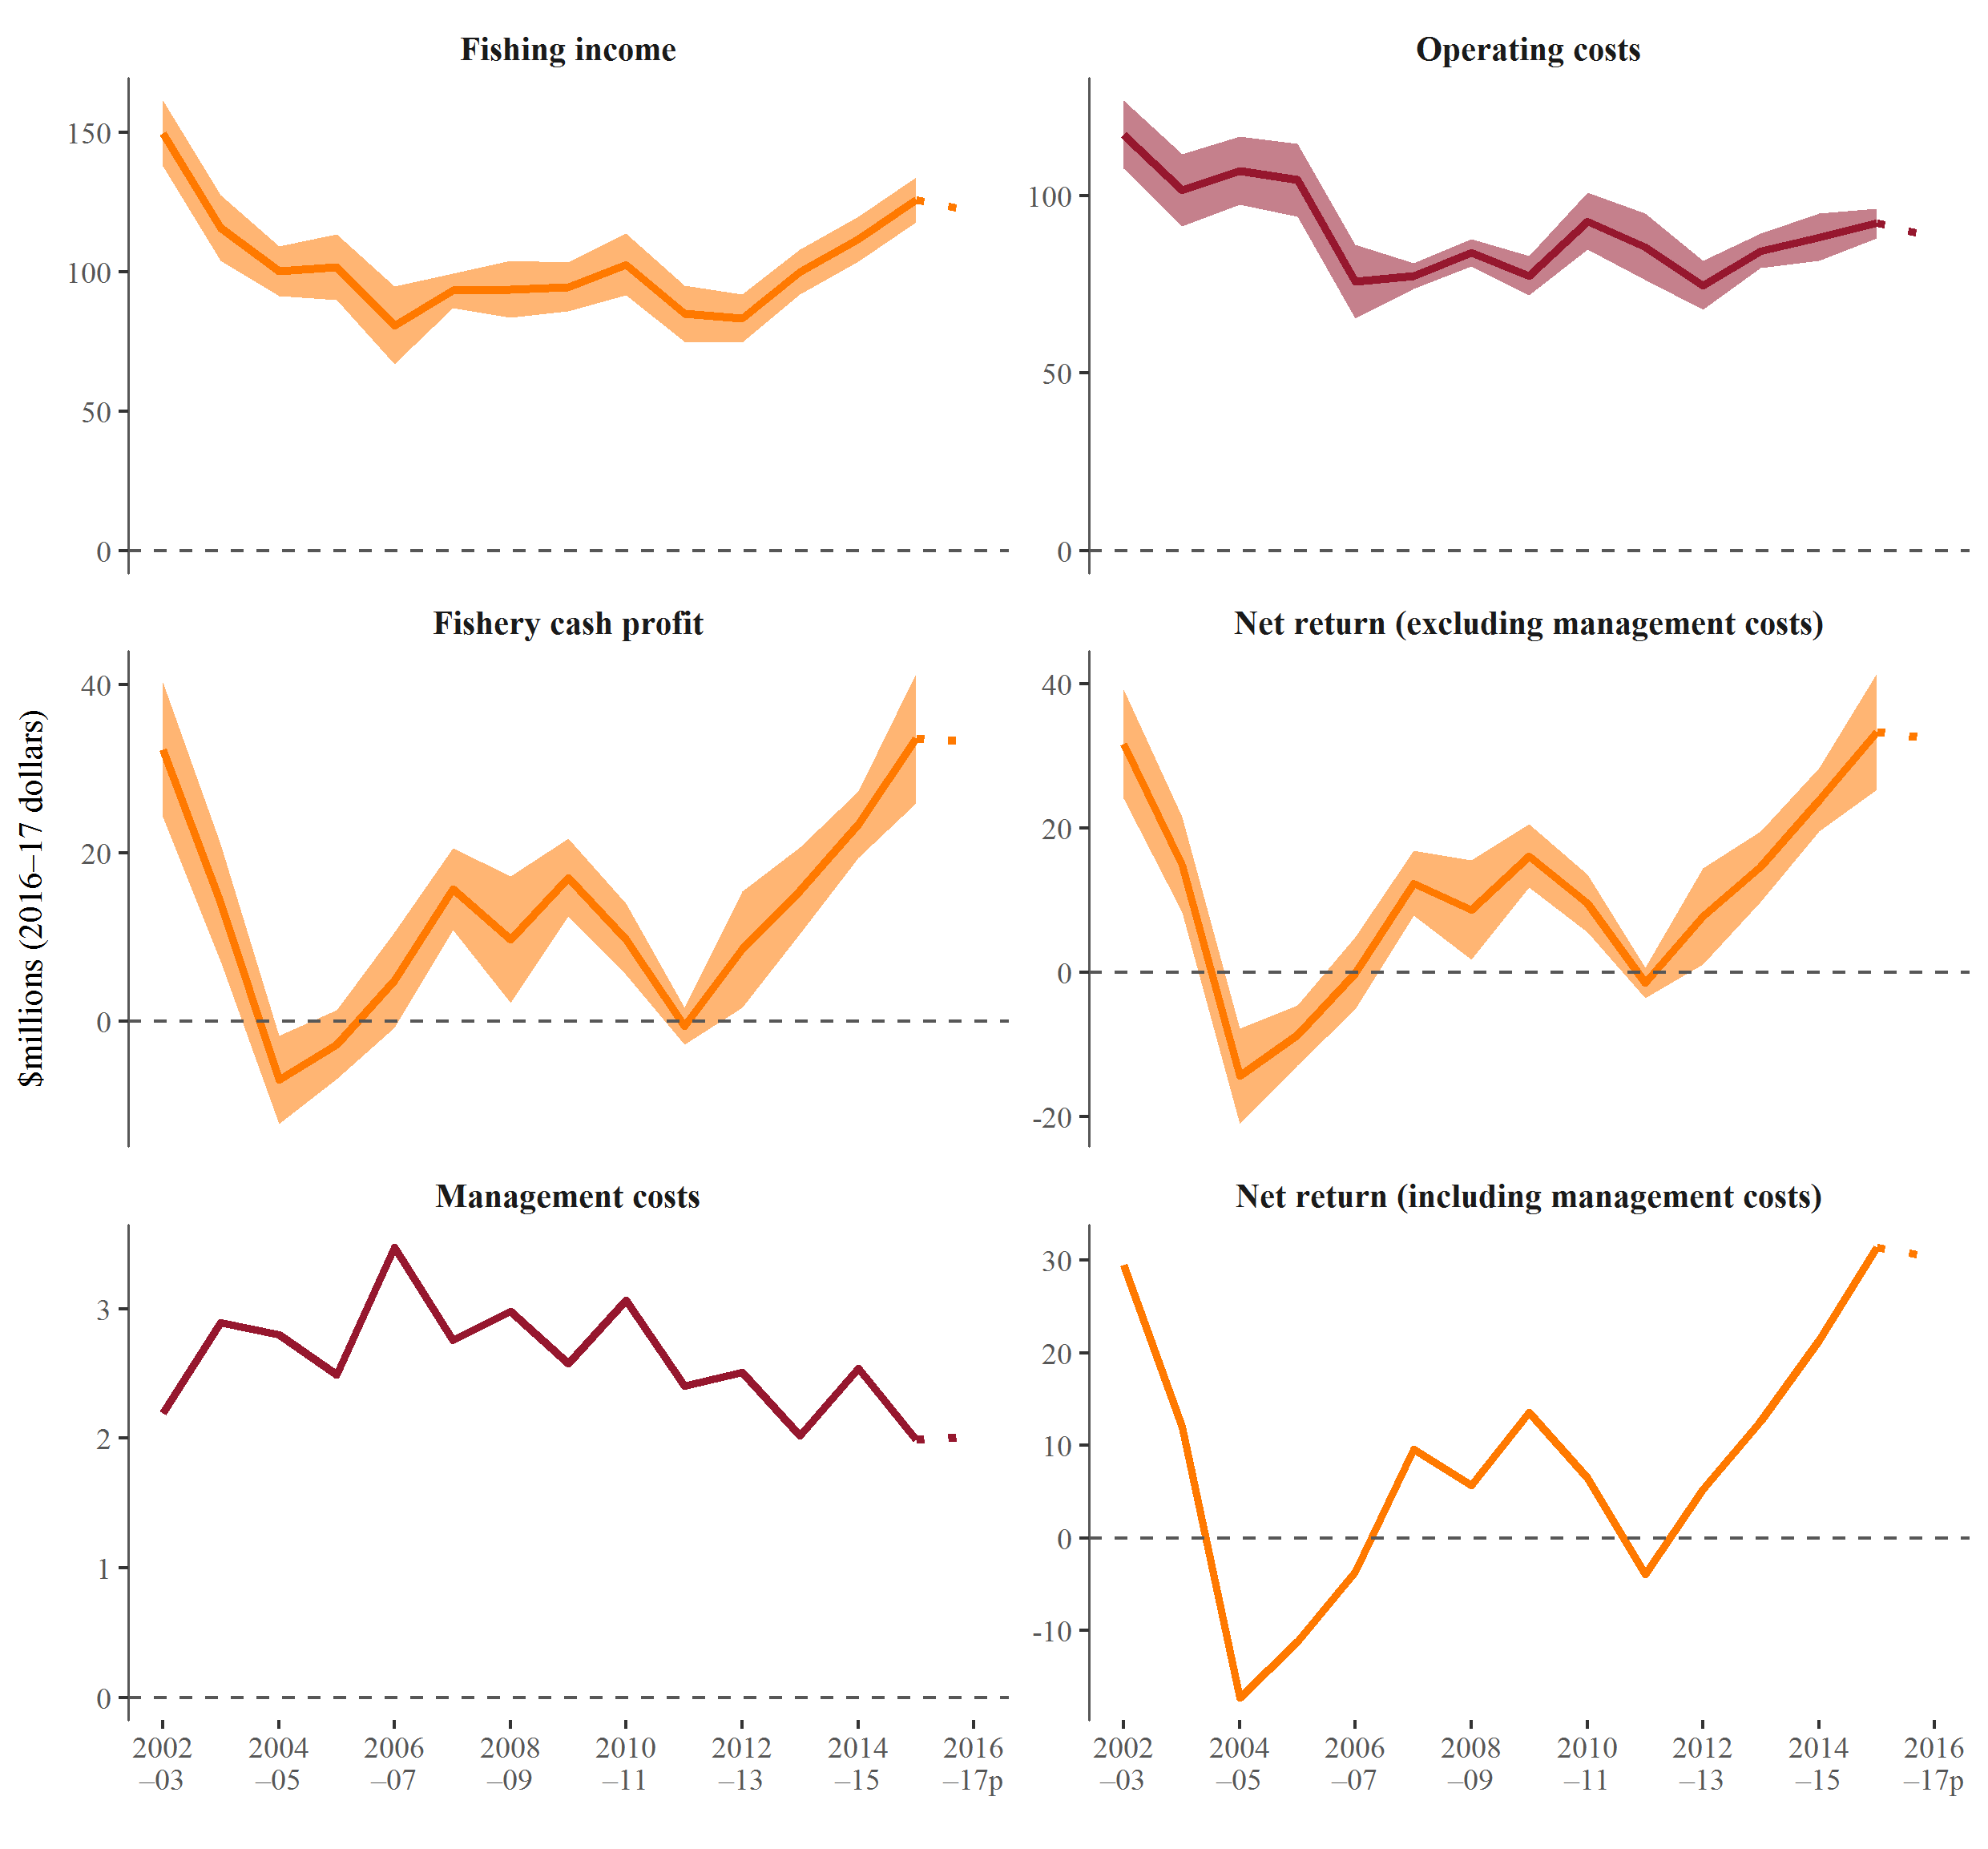 Fishing income
Operating costs
150
100
50
0
100
50
0
Fishery cash profit
Net return (excluding management costs)
$millions (2016–17 dollars)
40
20
0
40
20
0
-20
Management costs
Net return (including management costs)
3
2
1
0
30
20
10
0
-10
2002 2004 2006 2008 2010 2012 2014 2016
–03 –05 –07 –09 –11 –13 –15 –17p
2002 2004 2006 2008 2010 2012 2014 2016
–03 –05 –07 –09 –11 –13 –15 –17p